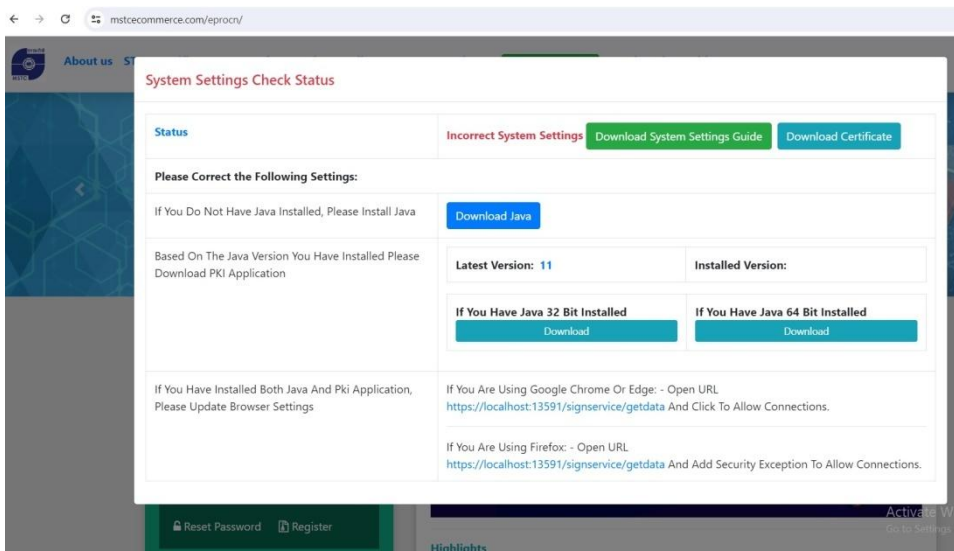 mstcecommerce.com/eprocn/
MSTC
About us ST
System Settings Check Status
Status
Incorrect System Settings Download System Settings Guide Download Certificate
Please Correct the Following Settings:
If You Do Not Have Java Installed, Please Install Java
Download Java
Based On The Java Version You Have Installed Please
Download PKI Application
Latest Version: 11
Installed Version:
If You Have Java 32 Bit Installed
Download
If You Have Java 64 Bit Installed
Download
If You Have Installed Both Java And Pki Application,
Please Update Browser Settings
If You Are Using Google Chrome Or Edge: - Open URL
https://localhost:13591/signservice/getdata And Click To Allow Connections.
If You Are Using Firefox: - Open URL
https://localhost:13591/signservice/getdata And Add Security Exception To Allow Connections.
Reset Password Register
Highlights
Activate W
Go to Settings